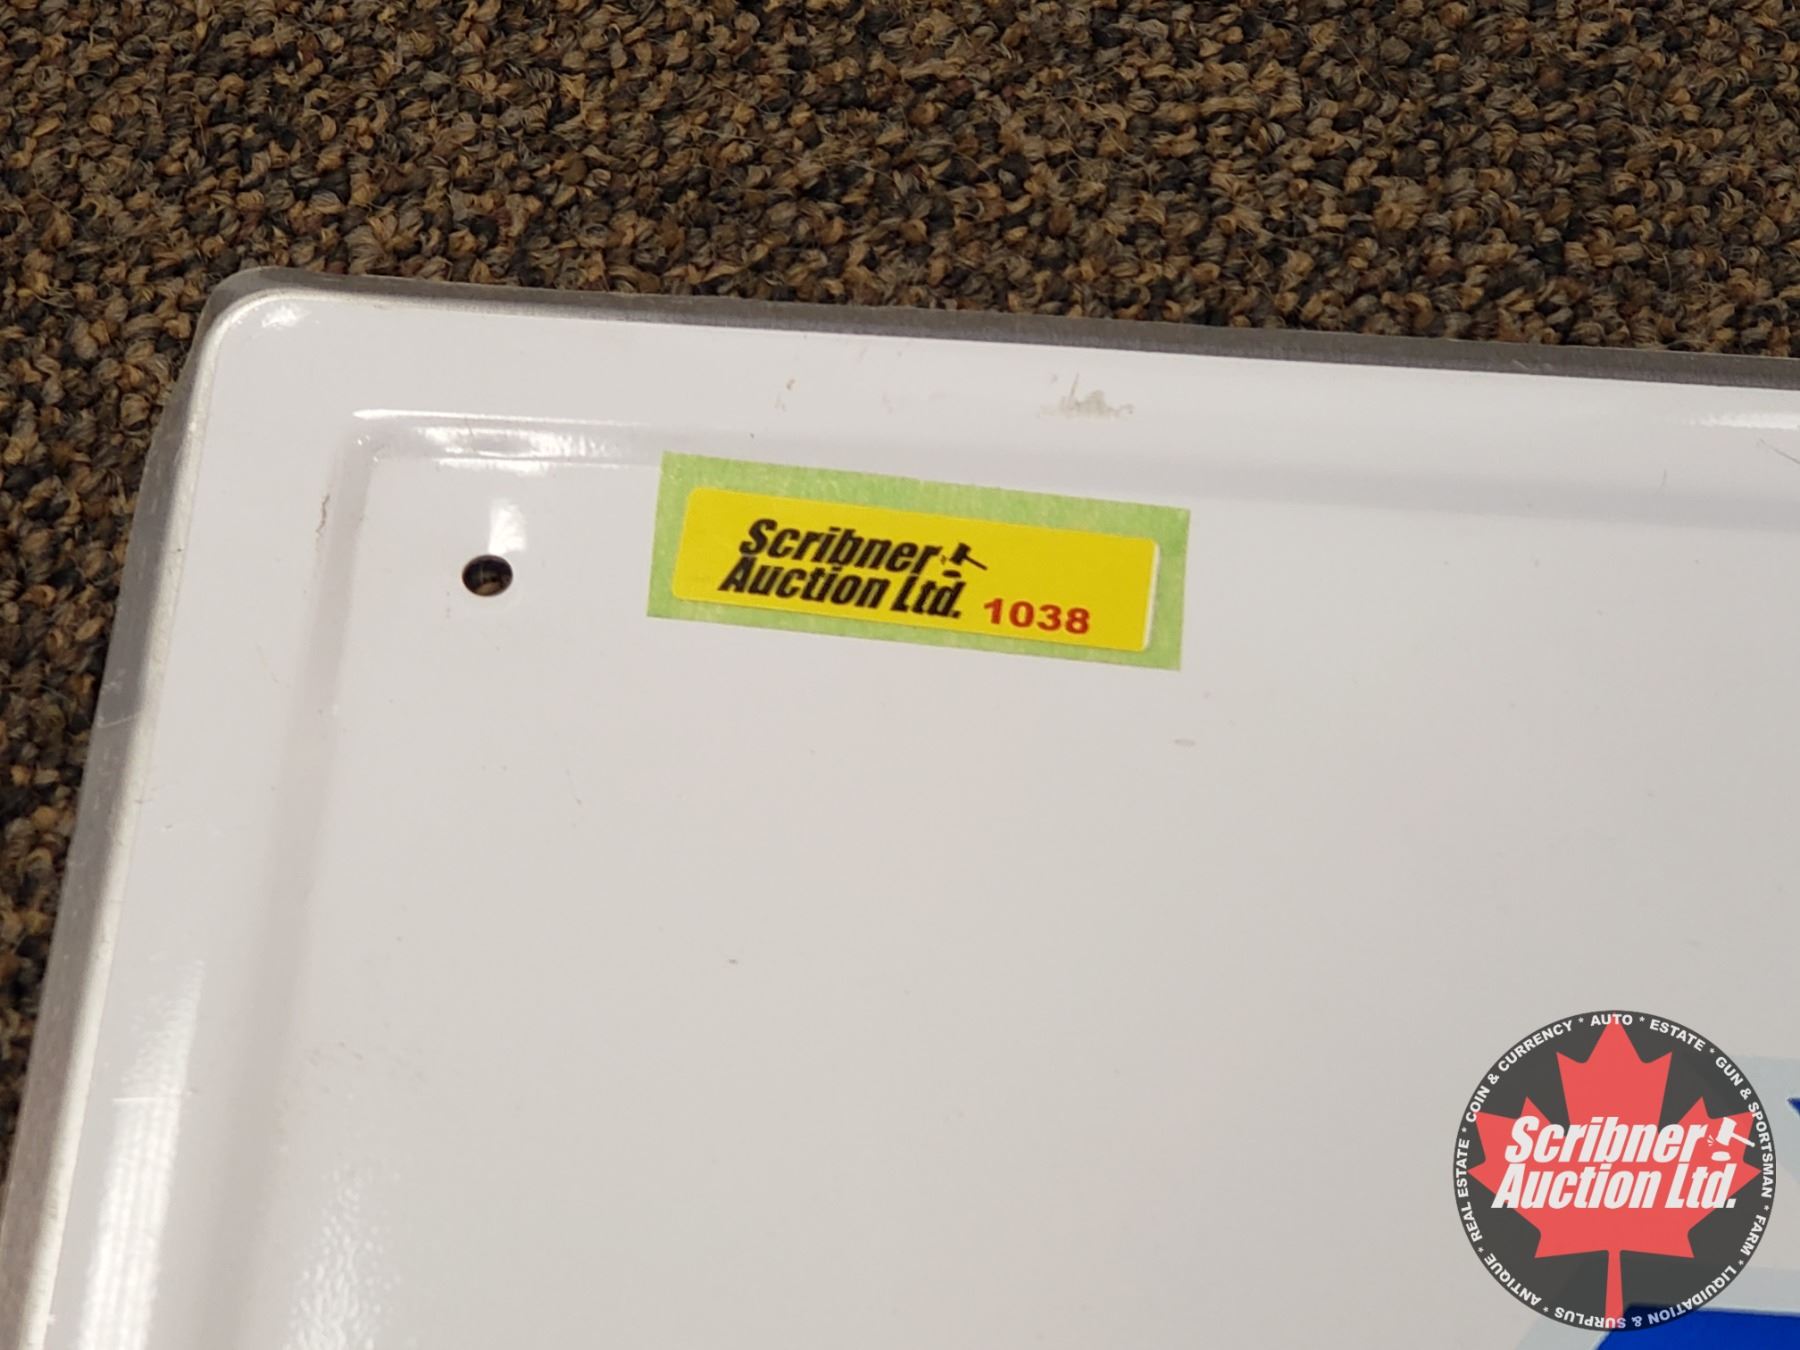 Scribner
Auction Ltd.
1038
COIN & CURRENCY * AUTO * ESTATE * GUN & SPORTSMAN * FARM * LIQUIDATION & SURPLUS * ANTIQUE * REAL ESTATE *
Scribner
Auction Ltd.